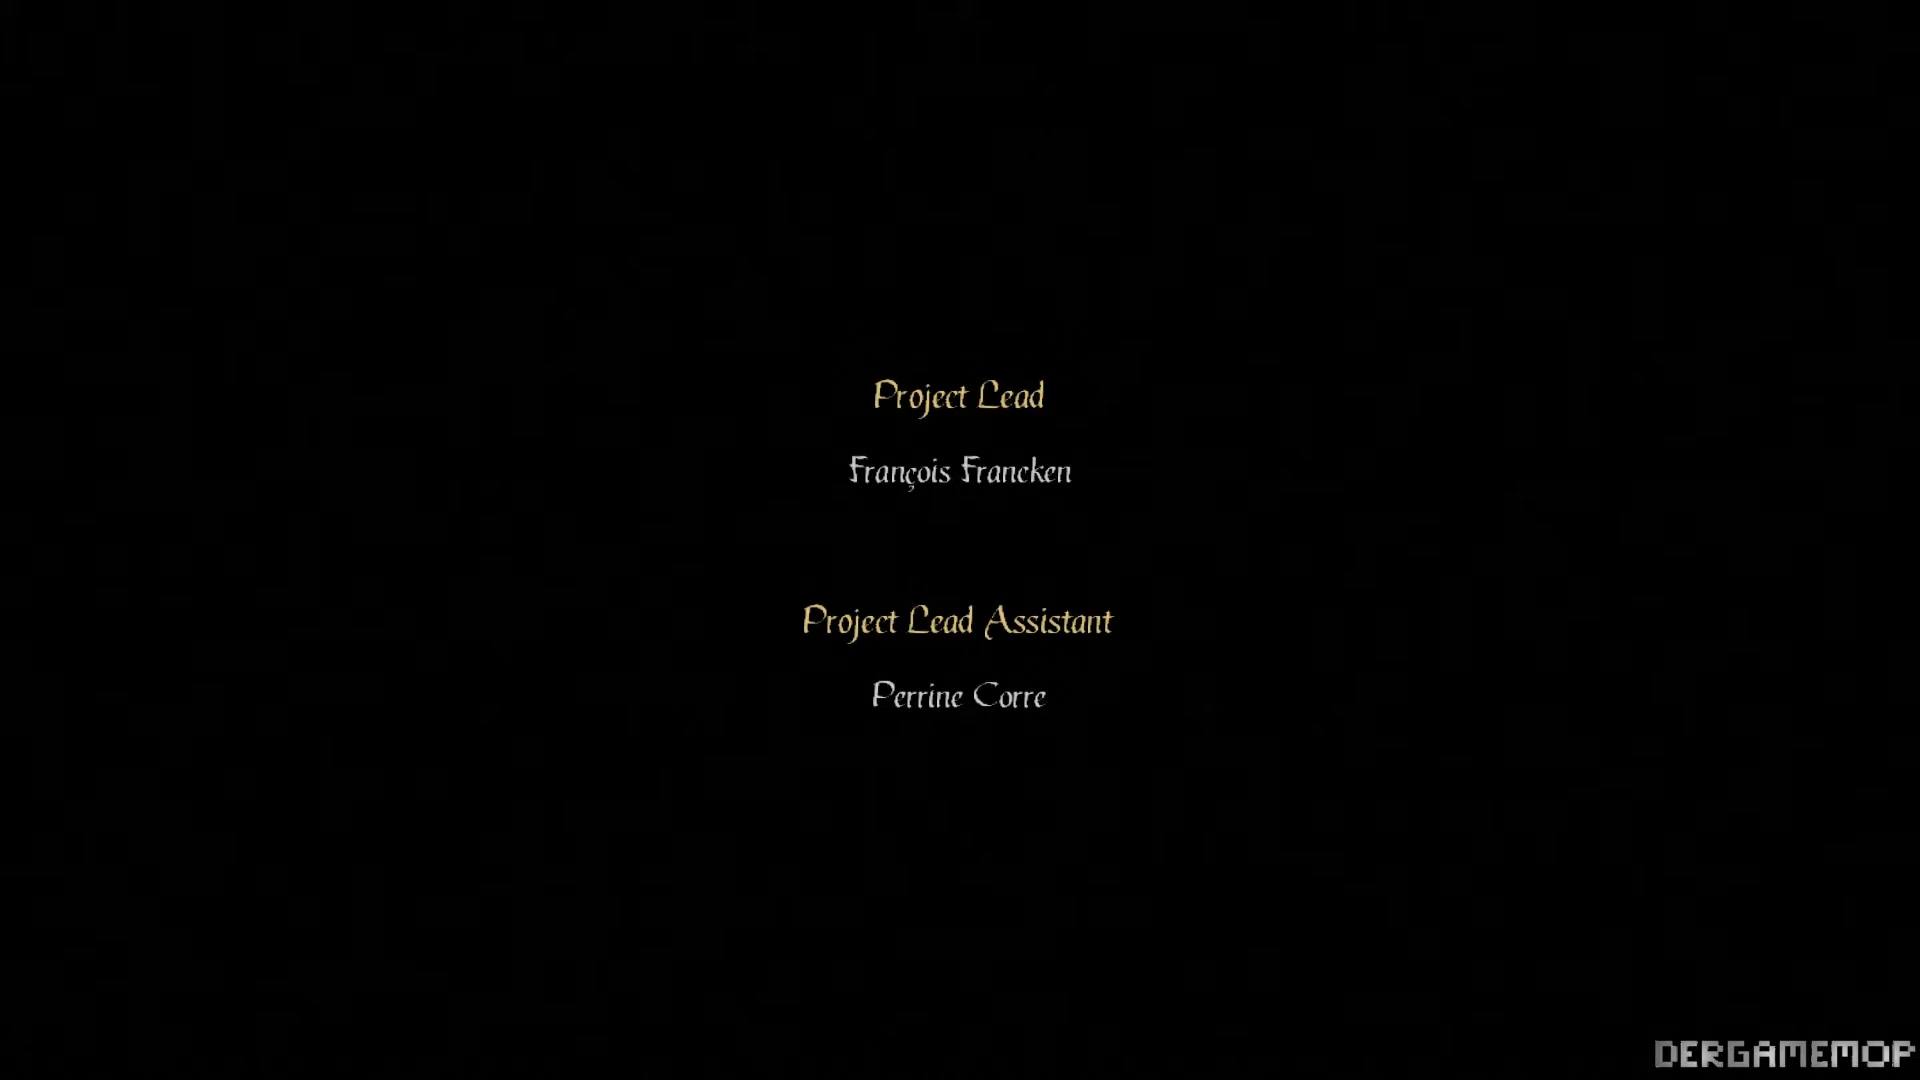 Project Lead
François Francken
Project Lead Assistant
Perrine Corre
DERGAMEMOP